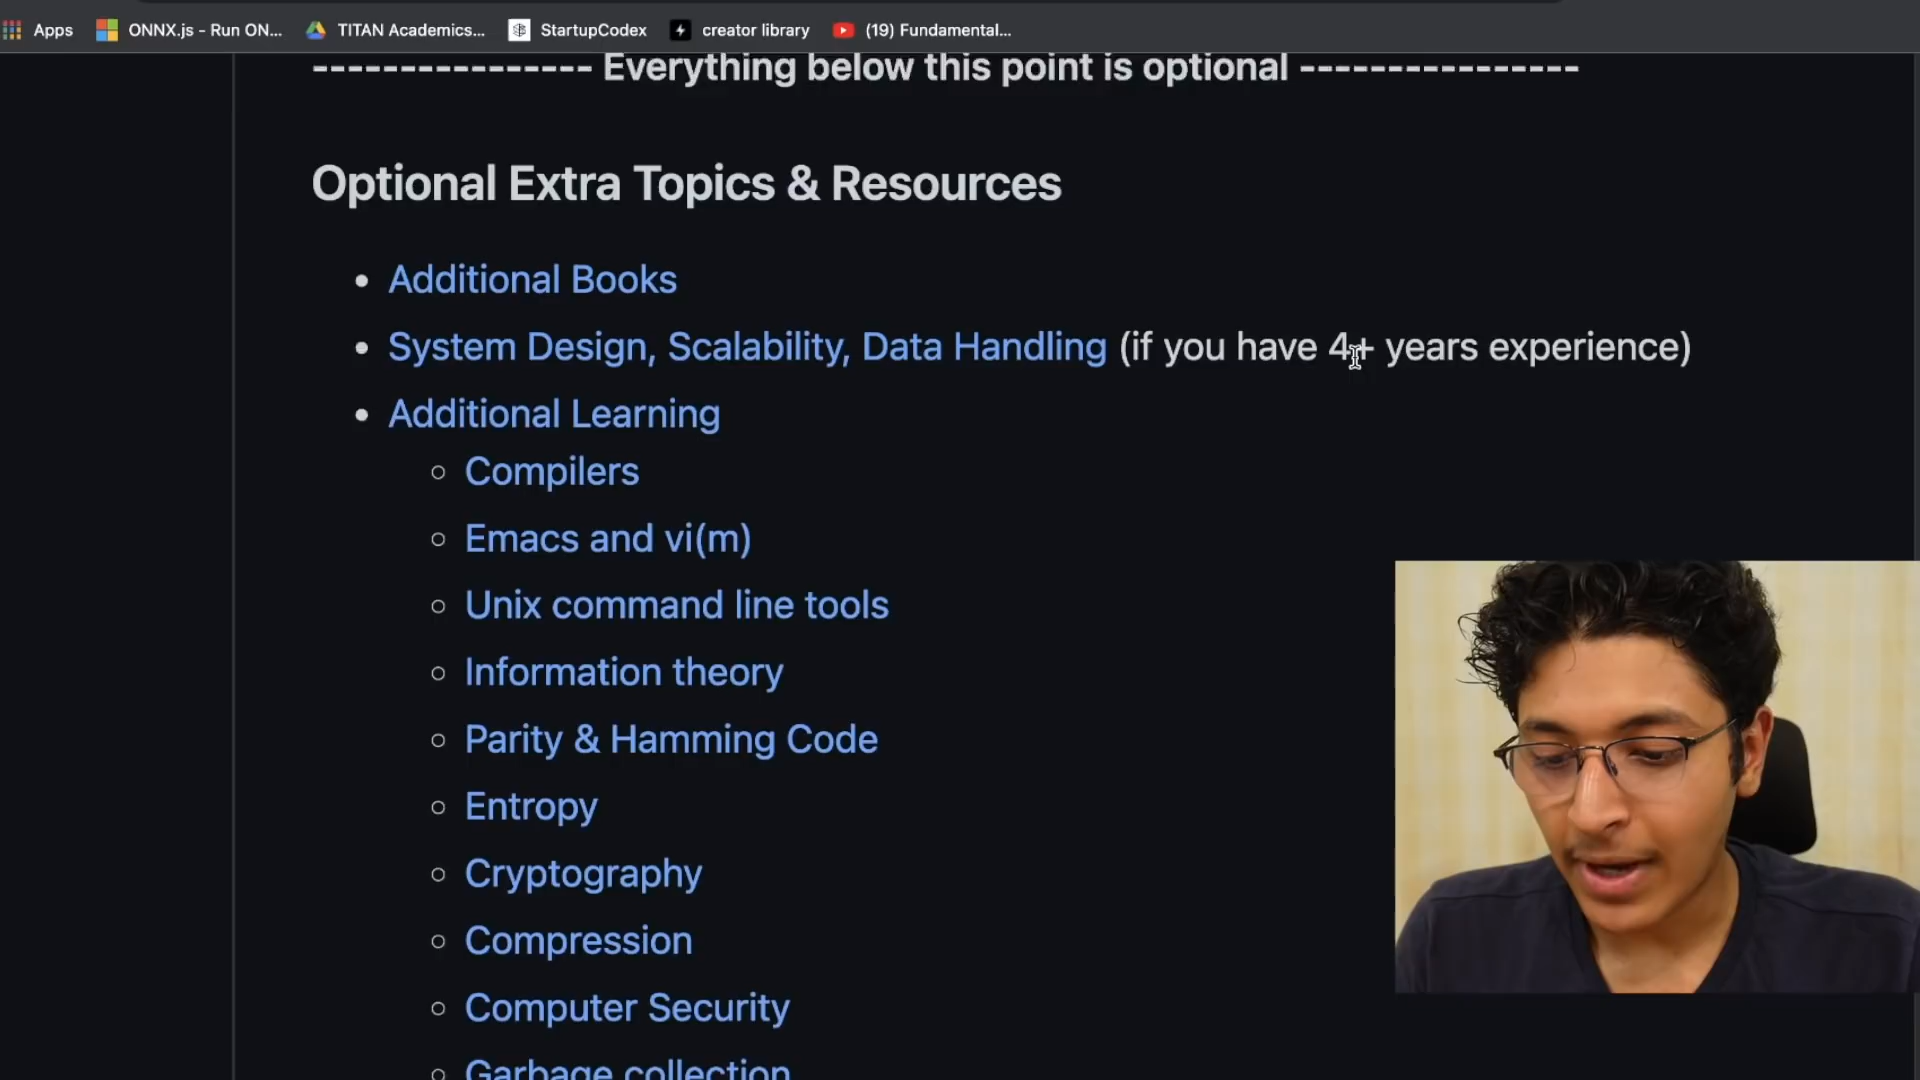 Apps ONNX.js - Run ON... TITAN Academics... StartupCodex creator library (19) Fundamental...
---------------- Everything below this point is optional ----------------
Optional Extra Topics & Resources
Additional Books
System Design, Scalability, Data Handling (if you have 4+ years experience)
Additional Learning
Compilers
Emacs and vi(m)
Unix command line tools
Information theory
Parity & Hamming Code
Entropy
Cryptography
Compression
Computer Security
Garbage collection